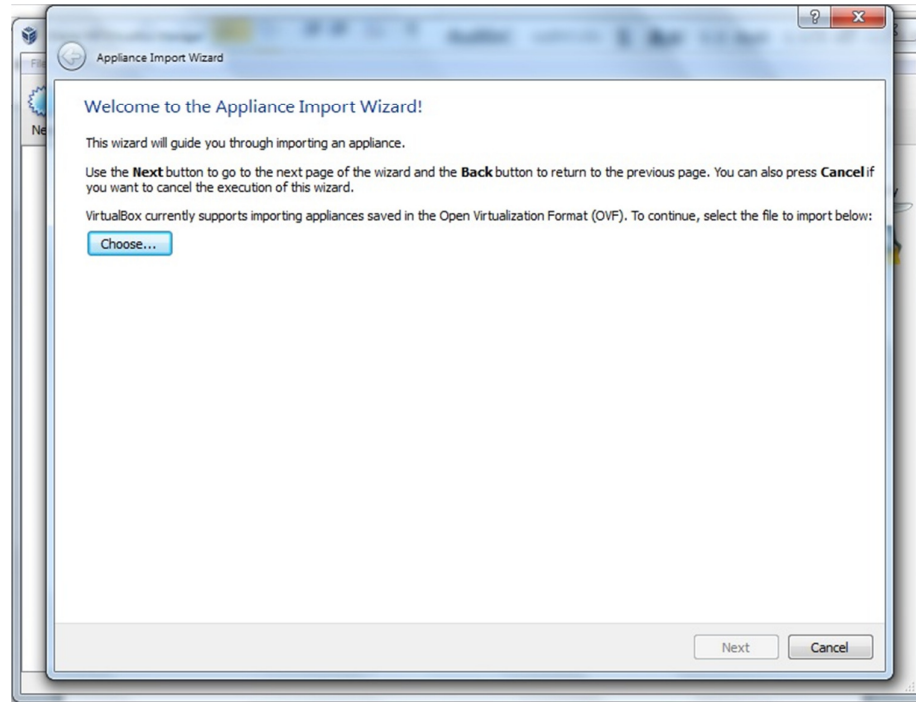 Appliance Import Wizard
Welcome to the Appliance Import Wizard!
This wizard will guide you through importing an appliance.
Use the Next button to go to the next page of the wizard and the Back button to return to the previous page. You can also press Cancel if
you want to cancel the execution of this wizard.
VirtualBox currently supports importing appliances saved in the Open Virtualization Format (OVF). To continue, select the file to import below:
Choose...
Next
Cancel